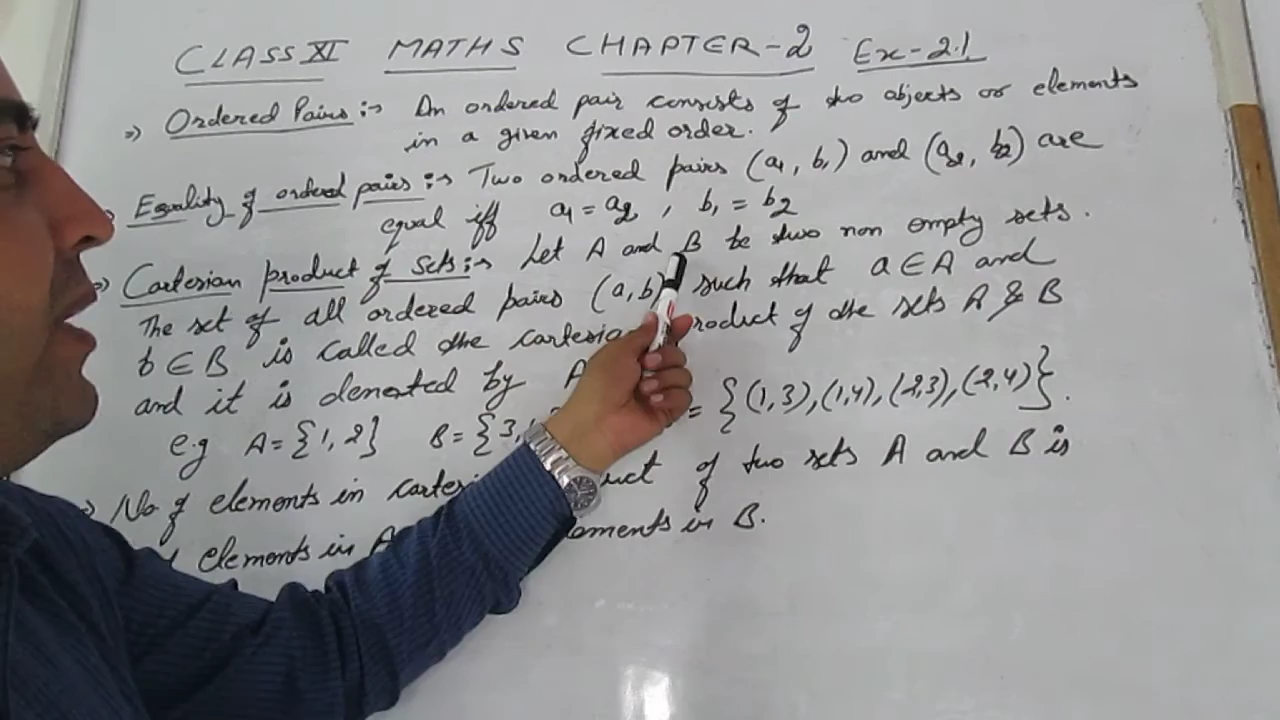 CLASS XI MATHS CHAPTER-2 Ex-2.1.
⇒ Ordered Pairs :→ An ordered pair consists of two objects or elements
in a given fixed order.
Equality of ordered pairs :→ Two ordered pairs (a₁, b₁) and (a₂, b₂) are
equal iff a₁ = a₂ , b₁ = b₂
⇒ Cartesian product of sets :→ Let A and B be two non empty sets.
The set of all ordered pairs (a, b) such that a ∈ A and
b ∈ B is called the cartesian product of the sets A & B
and it is denoted by A
e.g A = {1, 2} B = {3, = {(1,3), (1,4), (2,3), (2,4)}.
⇒ No of elements in of two sets A and B is
elements in A in B.